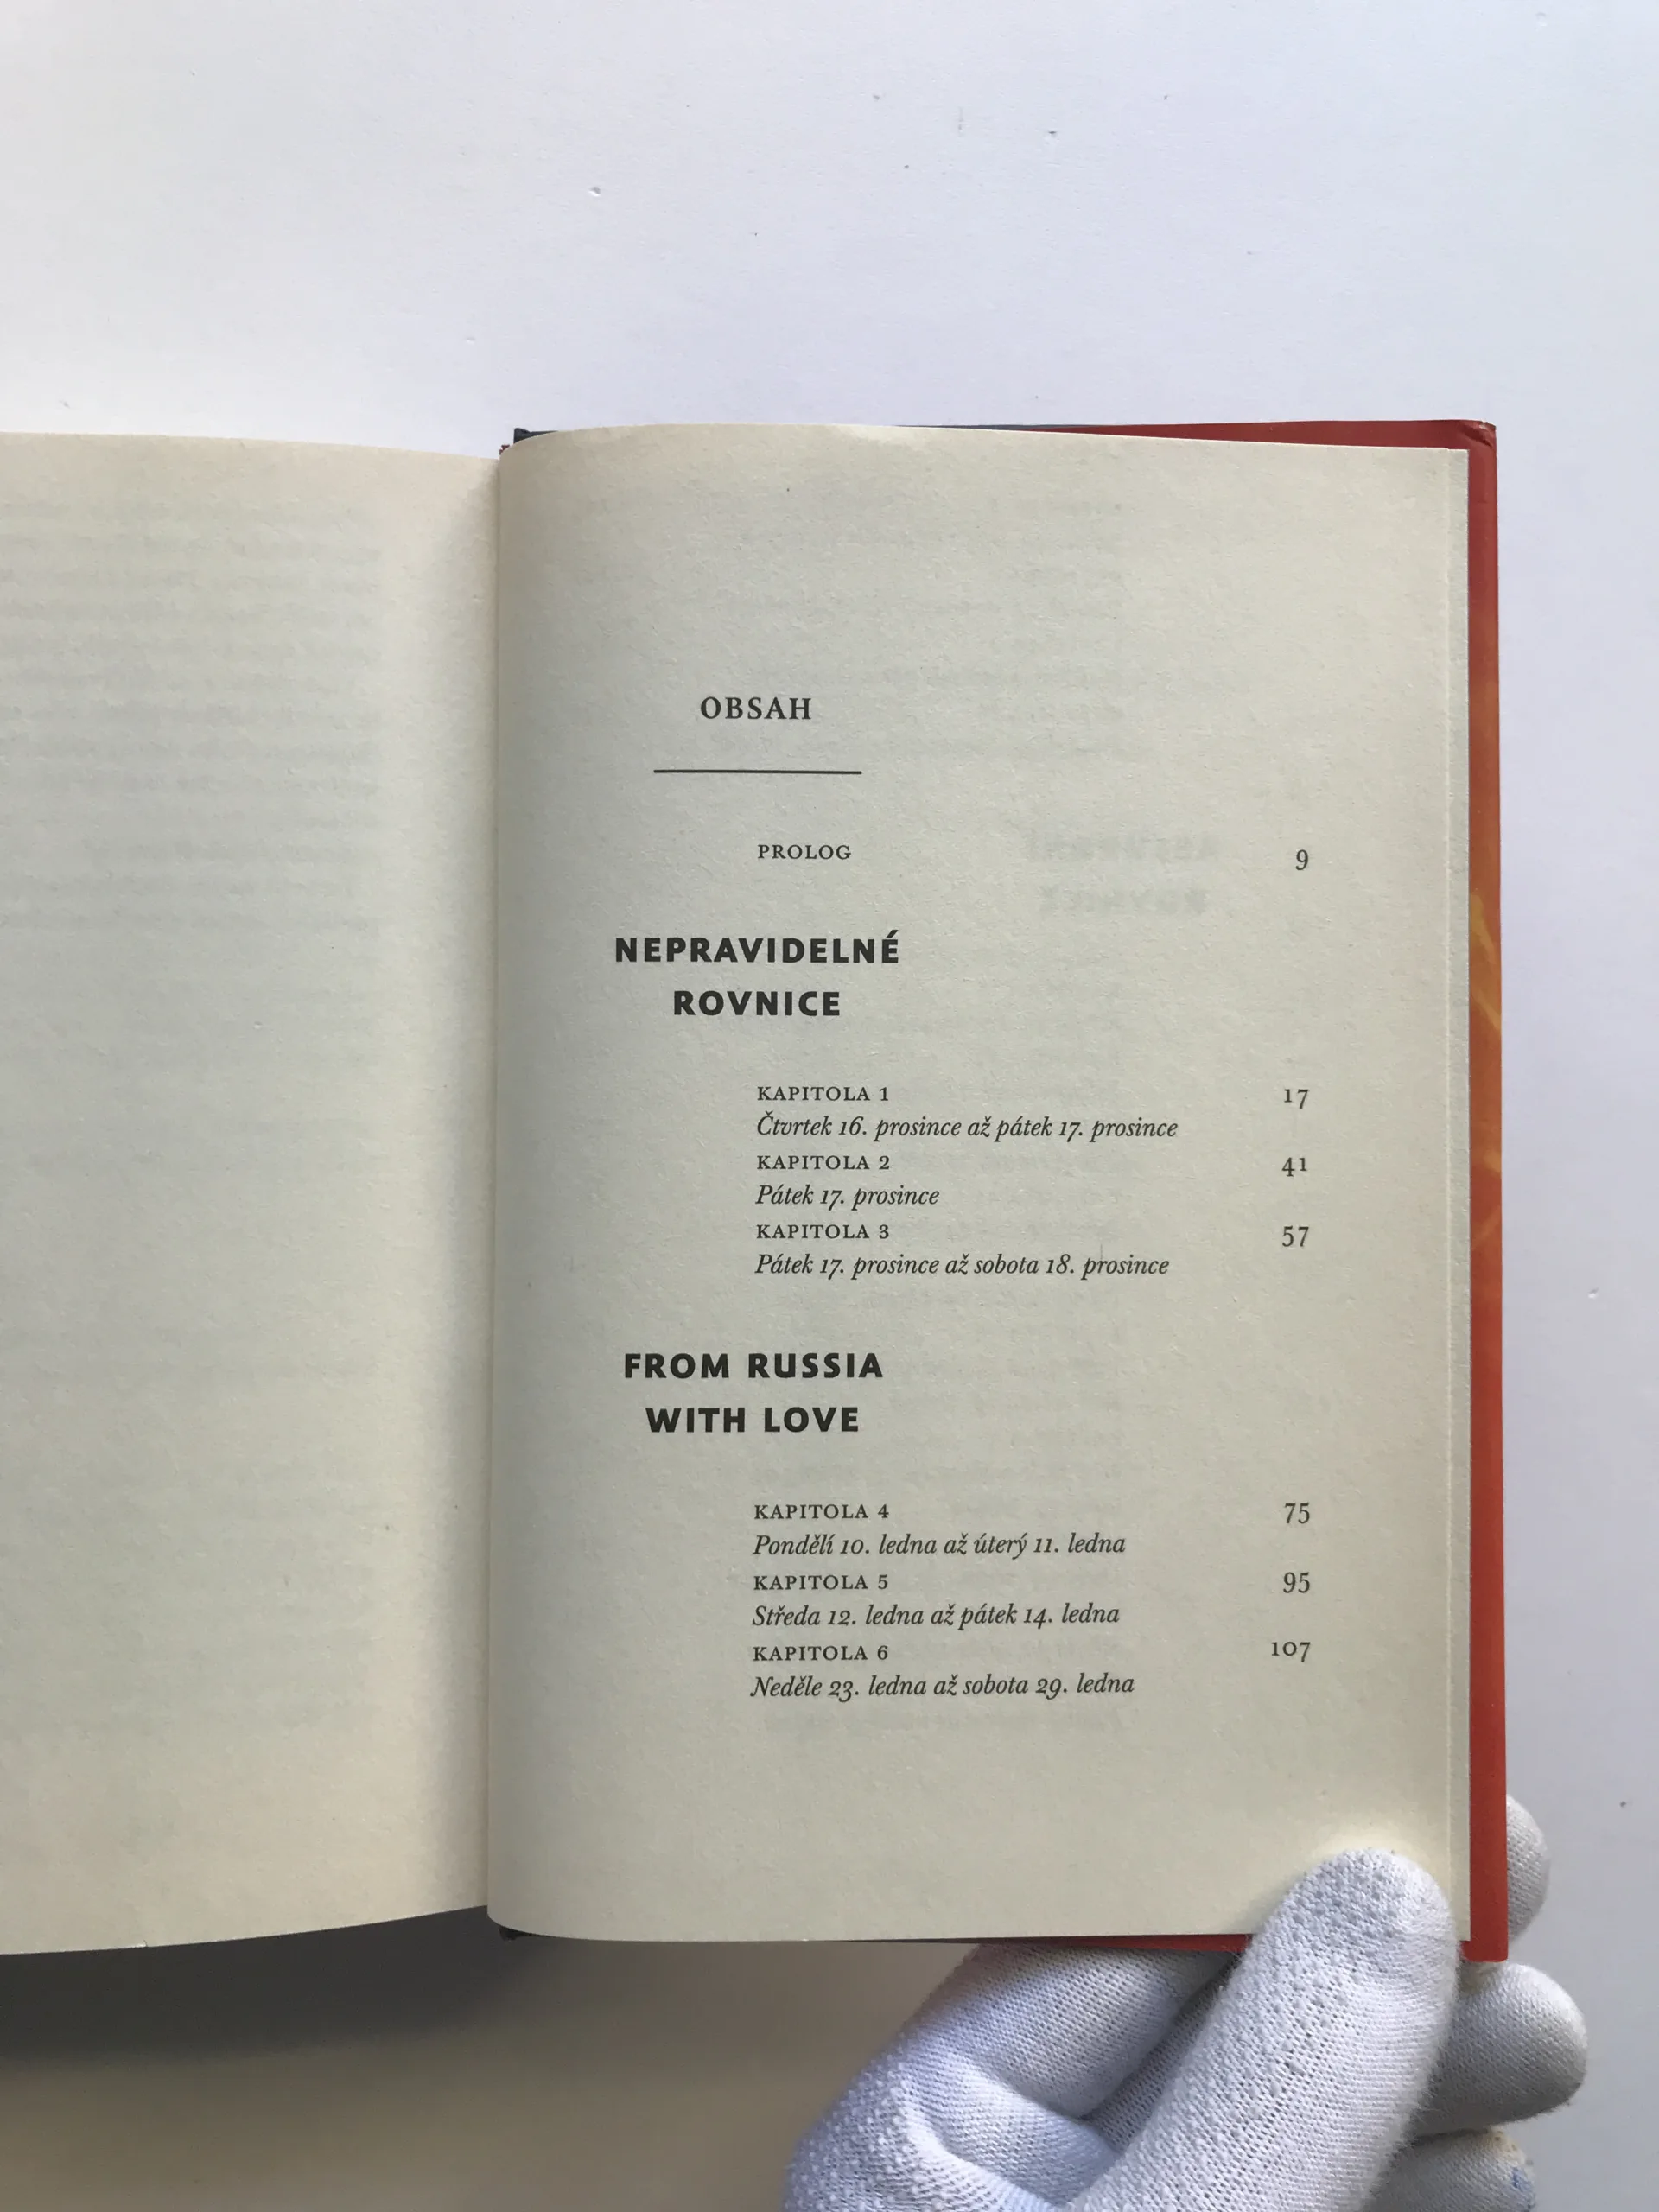 OBSAH
PROLOG 9
NEPRAVIDELNÉ
ROVNICE
KAPITOLA 1 17
Čtvrtek 16. prosince až pátek 17. prosince
KAPITOLA 2 41
Pátek 17. prosince
KAPITOLA 3 57
Pátek 17. prosince až sobota 18. prosince
FROM RUSSIA
WITH LOVE
KAPITOLA 4 75
Pondělí 10. ledna až úterý 11. ledna
KAPITOLA 5 95
Středa 12. ledna až pátek 14. ledna
KAPITOLA 6 107
Neděle 23. ledna až sobota 29. ledna